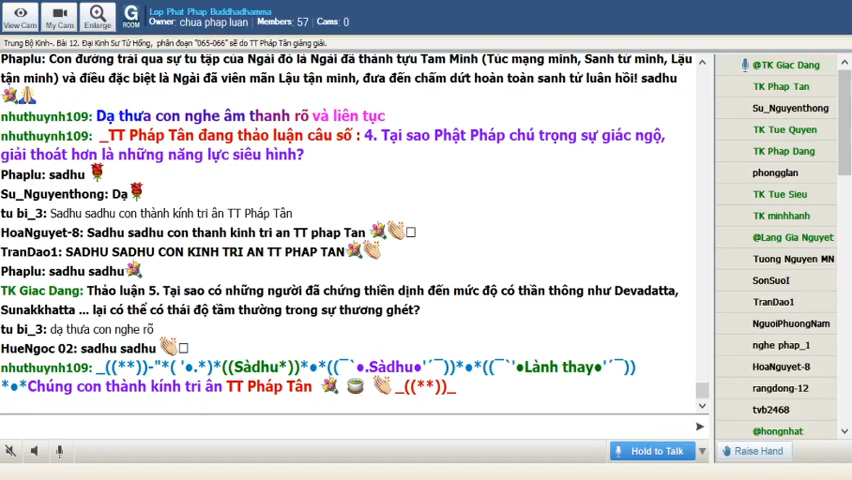 Lop Phat Phap Buddhadhamma
Owner: chua phap luan Members: 57 Cams: 0
View Cam My Cam Enlarge G ROOM
Trung Bộ Kinh-. Bài 12. Đại Kinh Sư Tử Hống, phân đoạn "065-066" sẽ do TT Pháp Tân giảng giải.
Phaplu: Con đường trải qua sự tu tập của Ngài đó là Ngài đã thành tựu Tam Minh (Túc mạng minh, Sanh tử minh, Lậu
tận minh) và điều đặc biệt là Ngài đã viên mãn Lậu tận minh, đưa đến chấm dứt hoàn toàn sanh tử luân hồi! sadhu
nhuthuynh109: Dạ thưa con nghe âm thanh rõ và liên tục
nhuthuynh109: _TT Pháp Tân đang thảo luận câu số : 4. Tại sao Phật Pháp chú trọng sự giác ngộ,
giải thoát hơn là những năng lực siêu hình?
Phaplu: sadhu
Su_Nguyenthong: Dạ
tu bi_3: Sadhu sadhu con thành kính tri ân TT Pháp Tân
HoaNguyet-8: Sadhu sadhu con thanh kinh tri an TT phap Tan
TranDao1: SADHU SADHU CON KINH TRI AN TT PHAP TAN
Phaplu: sadhu sadhu
TK Giac Dang: Thảo luận 5. Tại sao có những người đã chứng thiền dịnh đến mức độ có thần thông như Devadatta,
Sunakkhatta ... lại có thể có thái độ tầm thường trong sự thương ghét?
tu bi_3: dạ thưa con nghe rõ
HueNgoc 02: sadhu sadhu
nhuthuynh109: _((**))-"*( '●.*)*((Sàdhu*))*●*((¯`●.Sàdhu●'´¯))*●*((¯`'●Lành thay●'´¯))
*●*Chúng con thành kính tri ân TT Pháp Tân _((**))_
@TK Giac Dang
TK Phap Tan
Su_Nguyenthong
TK Tue Quyen
TK Phap Dang
phongglan
TK Tue Sieu
TK minhhanh
@Lang Gia Nguyet
Tuong Nguyen MN
SonSuoI
TranDao1
NguoiPhuongNam
nghe phap_1
HoaNguyet-8
rangdong-12
tvb2468
@hongnhat
Hold to Talk Raise Hand